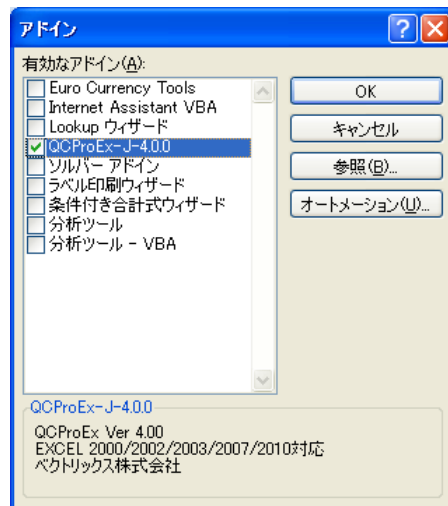 アドイン
有効なアドイン(A):
Euro Currency Tools
Internet Assistant VBA
Lookup ウィザード
QCProEx-J-4.0.0
ソルバー アドイン
ラベル印刷ウィザード
条件付き合計式ウィザード
分析ツール
分析ツール - VBA
OK
キャンセル
参照(B)...
オートメーション(U)...
QCProEx-J-4.0.0
QCProEx Ver 4.00
EXCEL 2000/2002/2003/2007/2010対応
ベクトリックス株式会社